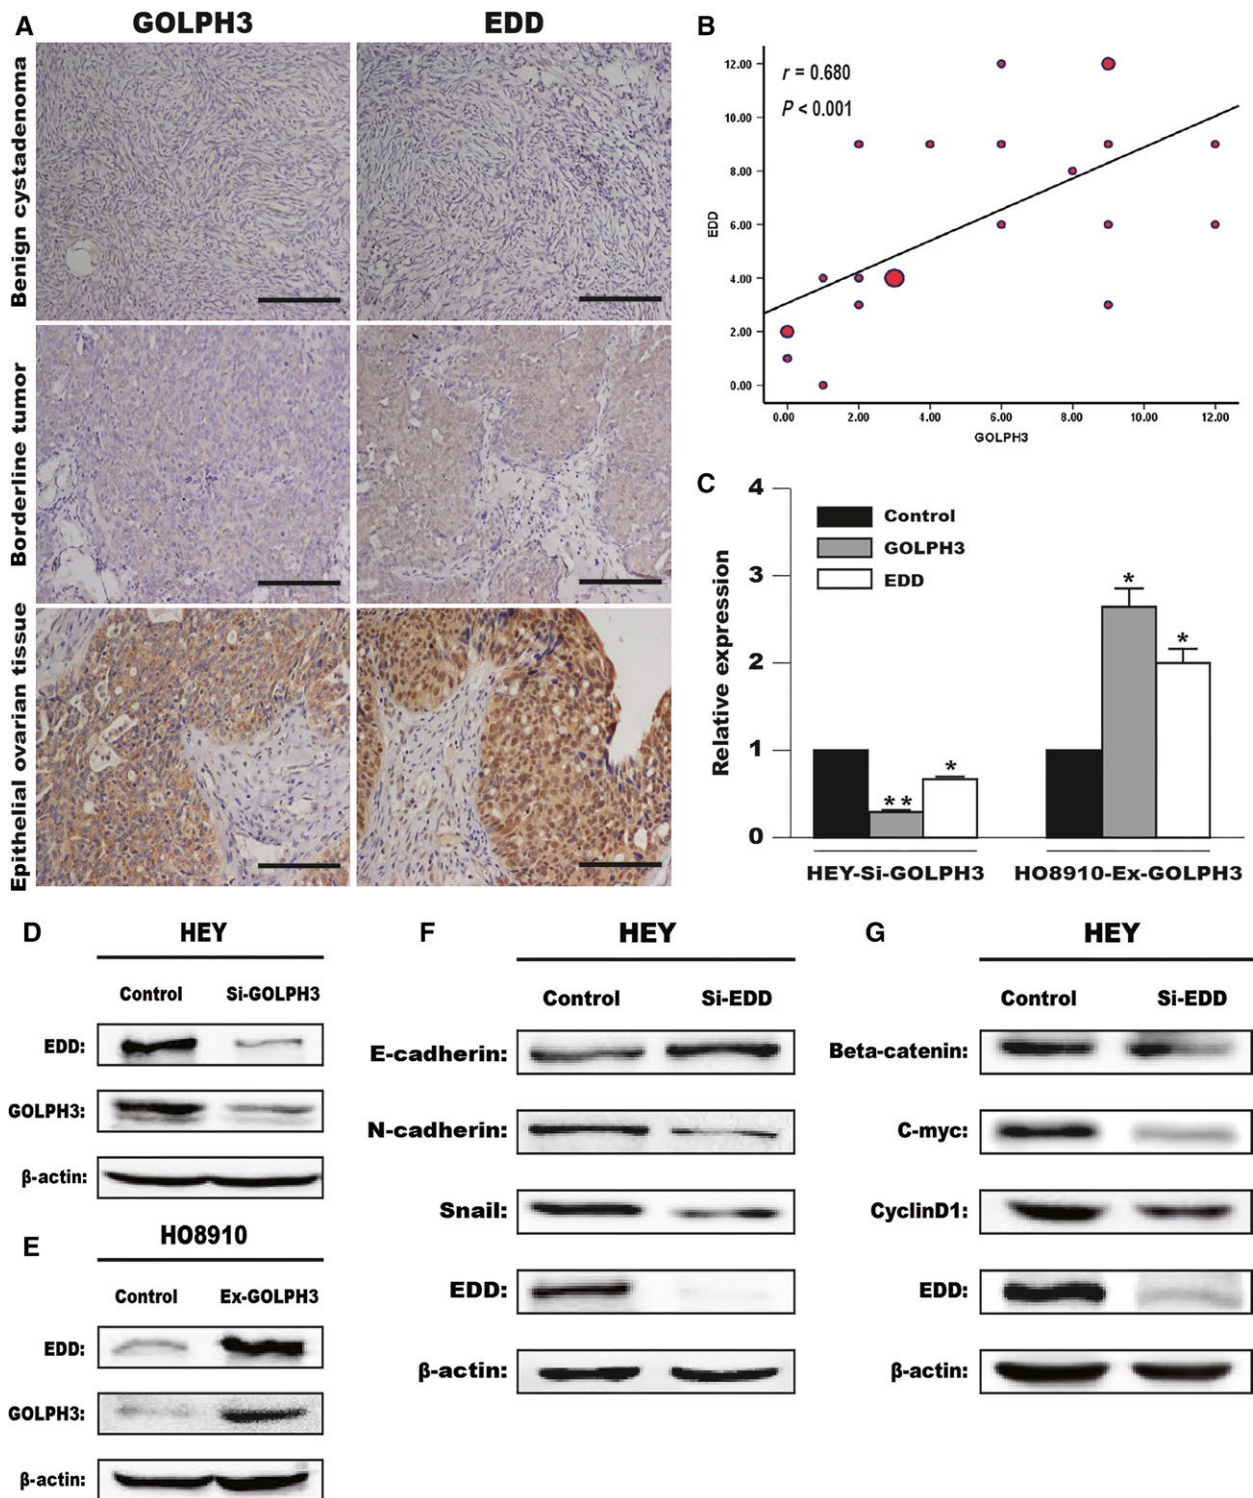 A
GOLPH3
EDD
Benign cystadenoma
Borderline tumor
Epithelial ovarian tissue
B
r = 0.680
P < 0.001
12.00
10.00
8.00
6.00
4.00
2.00
0.00
EDD
0.00 2.00 4.00 6.00 8.00 10.00 12.00
GOLPH3
C
4
3
2
1
0
Relative expression
Control
GOLPH3
EDD
**
*
*
*
HEY-Si-GOLPH3
HO8910-Ex-GOLPH3
D
HEY
Control Si-GOLPH3
EDD:
GOLPH3:
β-actin:
E
HO8910
Control Ex-GOLPH3
EDD:
GOLPH3:
β-actin:
F
HEY
Control Si-EDD
E-cadherin:
N-cadherin:
Snail:
EDD:
β-actin:
G
HEY
Control Si-EDD
Beta-catenin:
C-myc:
CyclinD1:
EDD:
β-actin: